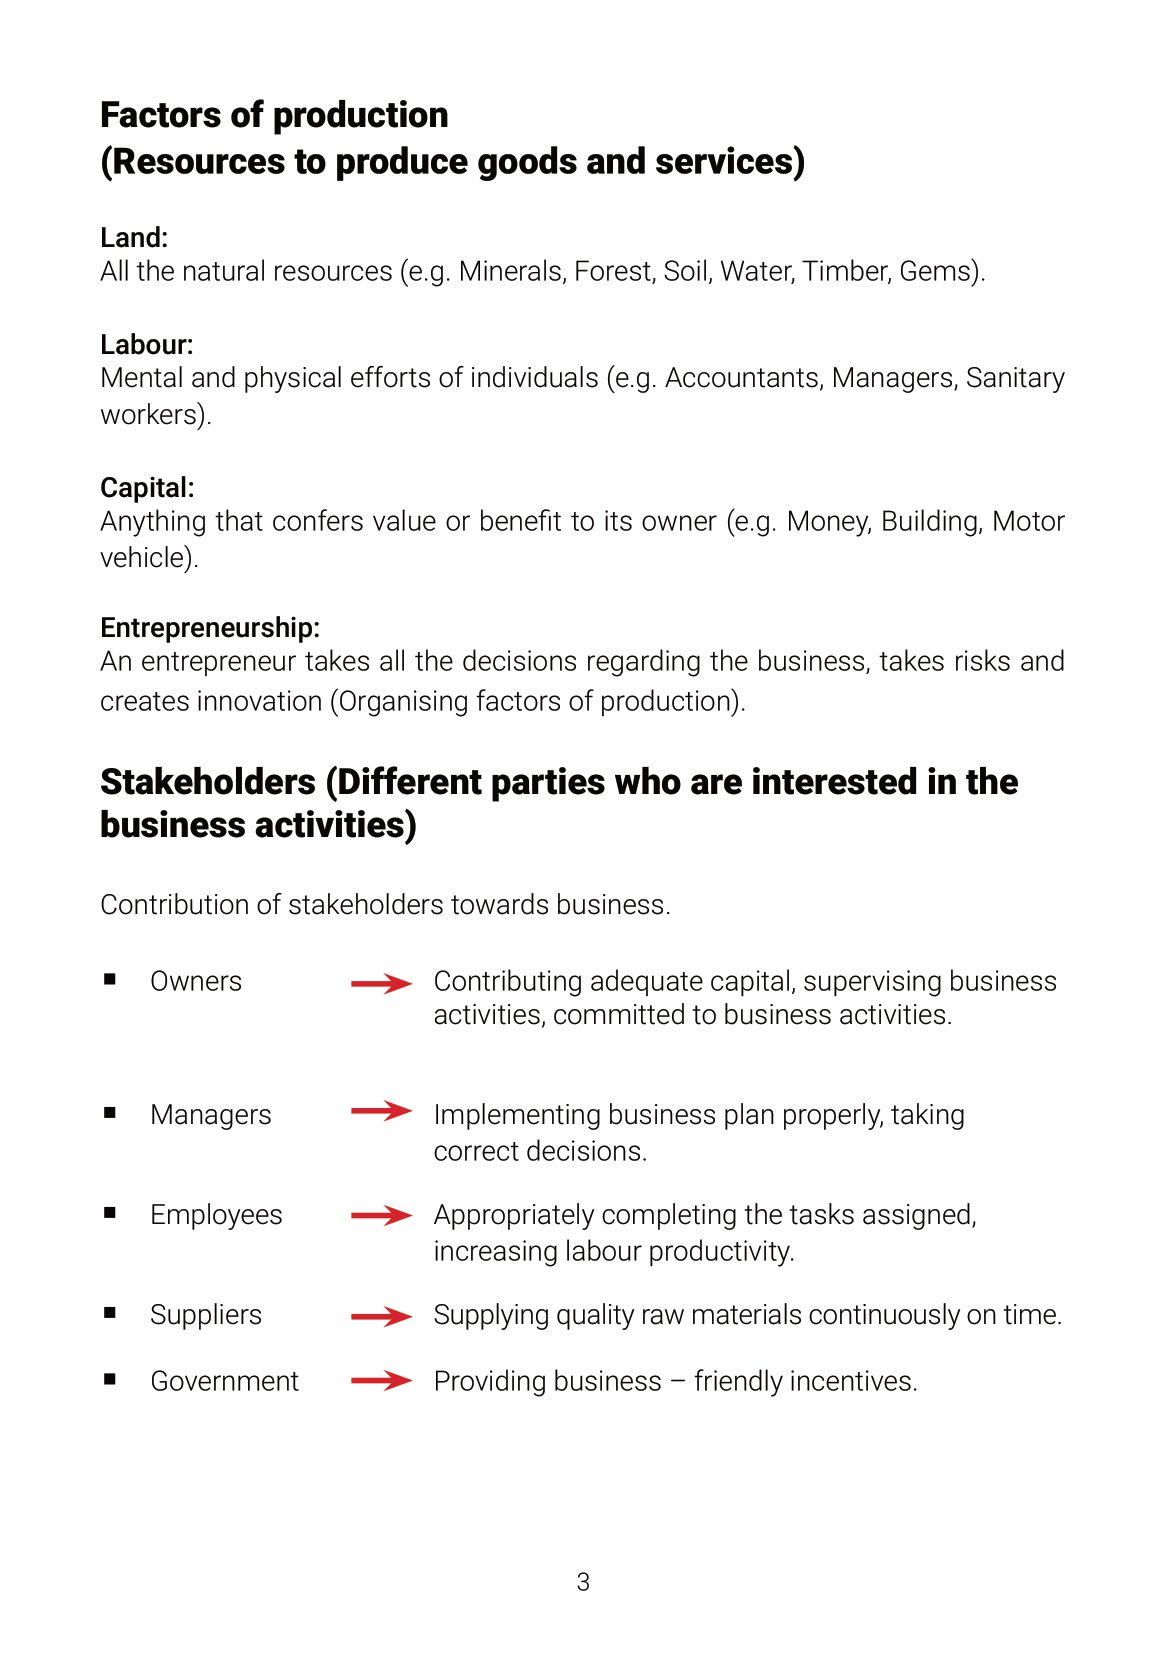 Factors of production
(Resources to produce goods and services)
Land:
All the natural resources (e.g. Minerals, Forest, Soil, Water, Timber, Gems).
Labour:
Mental and physical efforts of individuals (e.g. Accountants, Managers, Sanitary
workers).
Capital:
Anything that confers value or benefit to its owner (e.g. Money, Building, Motor
vehicle).
Entrepreneurship:
An entrepreneur takes all the decisions regarding the business, takes risks and
creates innovation (Organising factors of production).
Stakeholders (Different parties who are interested in the
business activities)
Contribution of stakeholders towards business.
▪ Owners → Contributing adequate capital, supervising business
activities, committed to business activities.
▪ Managers → Implementing business plan properly, taking
correct decisions.
▪ Employees → Appropriately completing the tasks assigned,
increasing labour productivity.
▪ Suppliers → Supplying quality raw materials continuously on time.
▪ Government → Providing business – friendly incentives.
3